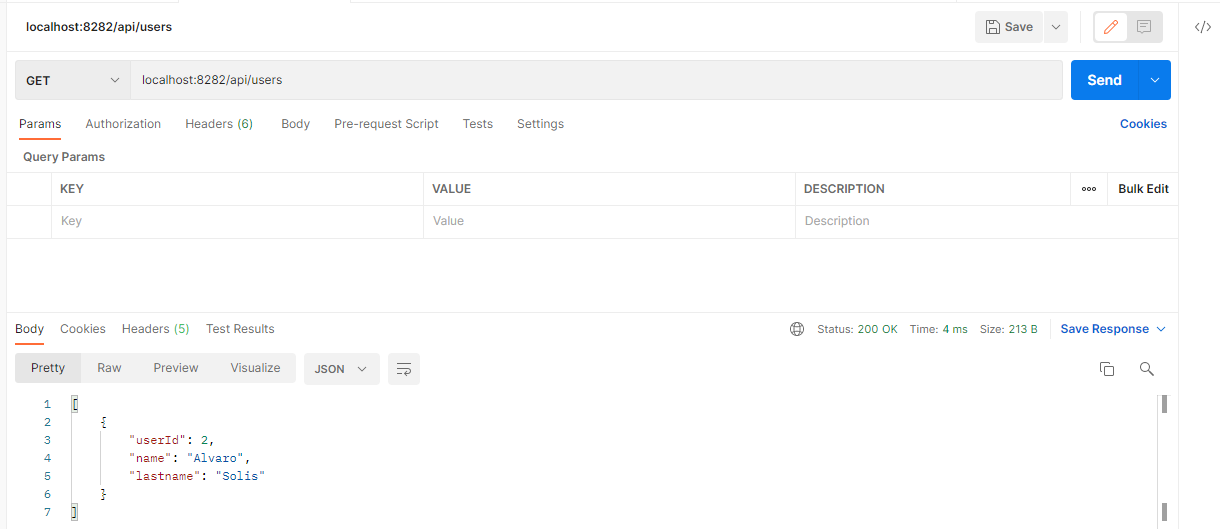 localhost:8282/api/users
Save
GET localhost:8282/api/users Send
Params Authorization Headers (6) Body Pre-request Script Tests Settings Cookies
Query Params
KEY VALUE DESCRIPTION Bulk Edit
Key Value Description
Body Cookies Headers (5) Test Results Status: 200 OK Time: 4 ms Size: 213 B Save Response
Pretty Raw Preview Visualize JSON
1 [
2 {
3 "userId": 2,
4 "name": "Alvaro",
5 "lastname": "Solis"
6 }
7 ]